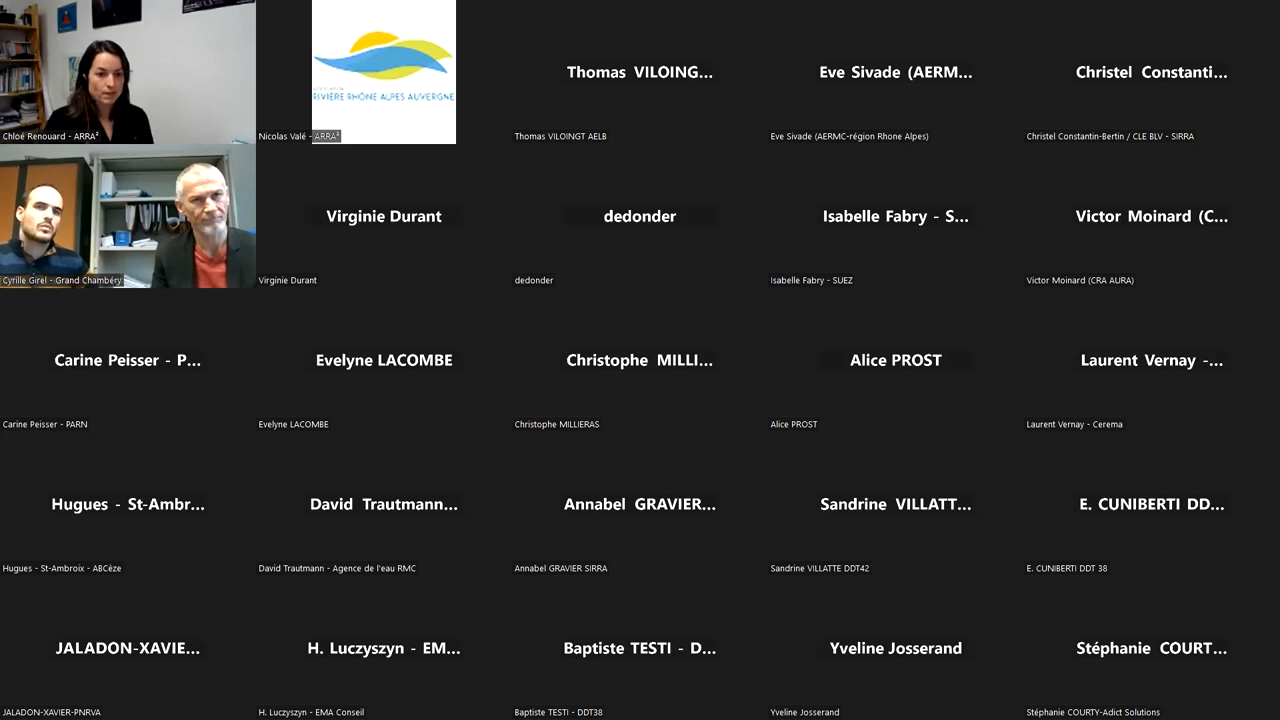 Chloé Renouard - ARRA²
RIVIÈRE RHÔNE ALPES AUVERGNE
Nicolas Valé - ARRA²
Thomas VILOING...
Thomas VILOINGT AELB
Eve Sivade (AERM...
Eve Sivade (AERMC-région Rhone Alpes)
Christel Constanti...
Christel Constantin-Bertin / CLE BLV - SIRRA
Cyrille Girel - Grand Chambéry
Virginie Durant
Virginie Durant
dedonder
dedonder
Isabelle Fabry - S...
Isabelle Fabry - SUEZ
Victor Moinard (C...
Victor Moinard (CRA AURA)
Carine Peisser - P...
Carine Peisser - PARN
Evelyne LACOMBE
Evelyne LACOMBE
Christophe MILLI...
Christophe MILLIERAS
Alice PROST
Alice PROST
Laurent Vernay -...
Laurent Vernay - Cerema
Hugues - St-Ambr...
Hugues - St-Ambroix - ABCèze
David Trautmann...
David Trautmann - Agence de l'eau RMC
Annabel GRAVIER...
Annabel GRAVIER SIRRA
Sandrine VILLATT...
Sandrine VILLATTE DDT42
E. CUNIBERTI DD...
E. CUNIBERTI DDT 38
JALADON-XAVIE...
JALADON-XAVIER-PNRVA
H. Luczyszyn - EM...
H. Luczyszyn - EMA Conseil
Baptiste TESTI - D...
Baptiste TESTI - DDT38
Yveline Josserand
Yveline Josserand
Stéphanie COURT...
Stéphanie COURTY-Adict Solutions